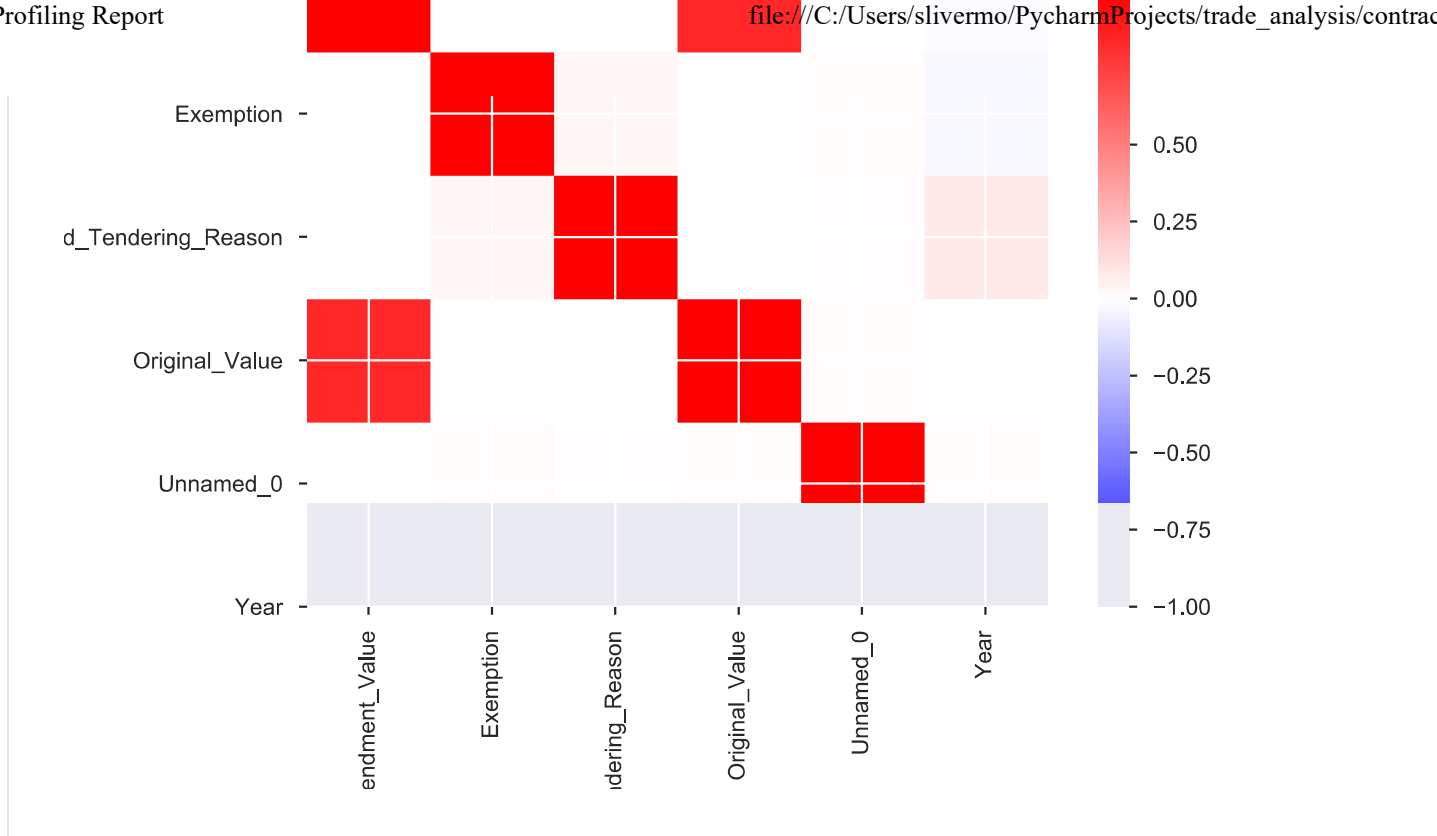 Profiling Report
file:///C:/Users/slivermo/PycharmProjects/trade_analysis/contrac
Exemption
d_Tendering_Reason
Original_Value
Unnamed_0
Year
0.50
0.25
0.00
−0.25
−0.50
−0.75
−1.00
endment_Value
Exemption
dering_Reason
Original_Value
Unnamed_0
Year